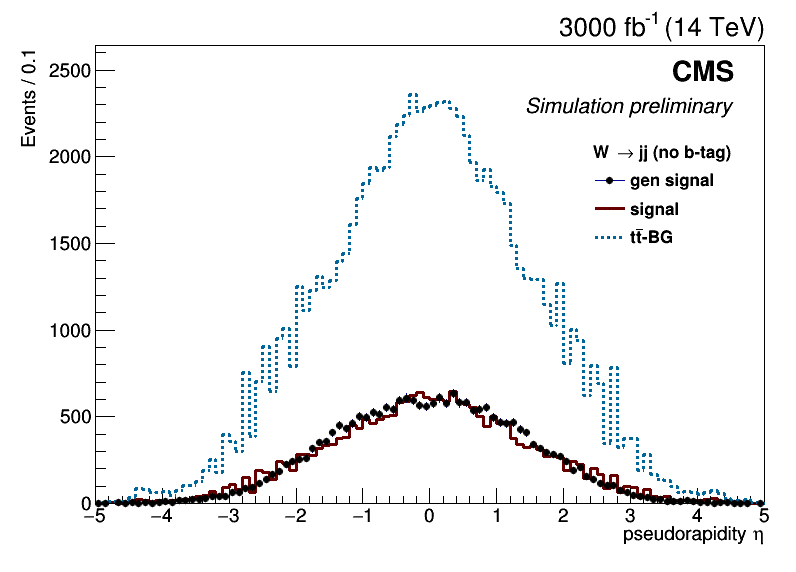 3000 fb⁻¹ (14 TeV)
Events / 0.1
2500
2000
1500
1000
500
0
CMS
Simulation preliminary
W → jj (no b-tag)
gen signal
signal
tt̄-BG
−5 −4 −3 −2 −1 0 1 2 3 4 5
pseudorapidity η